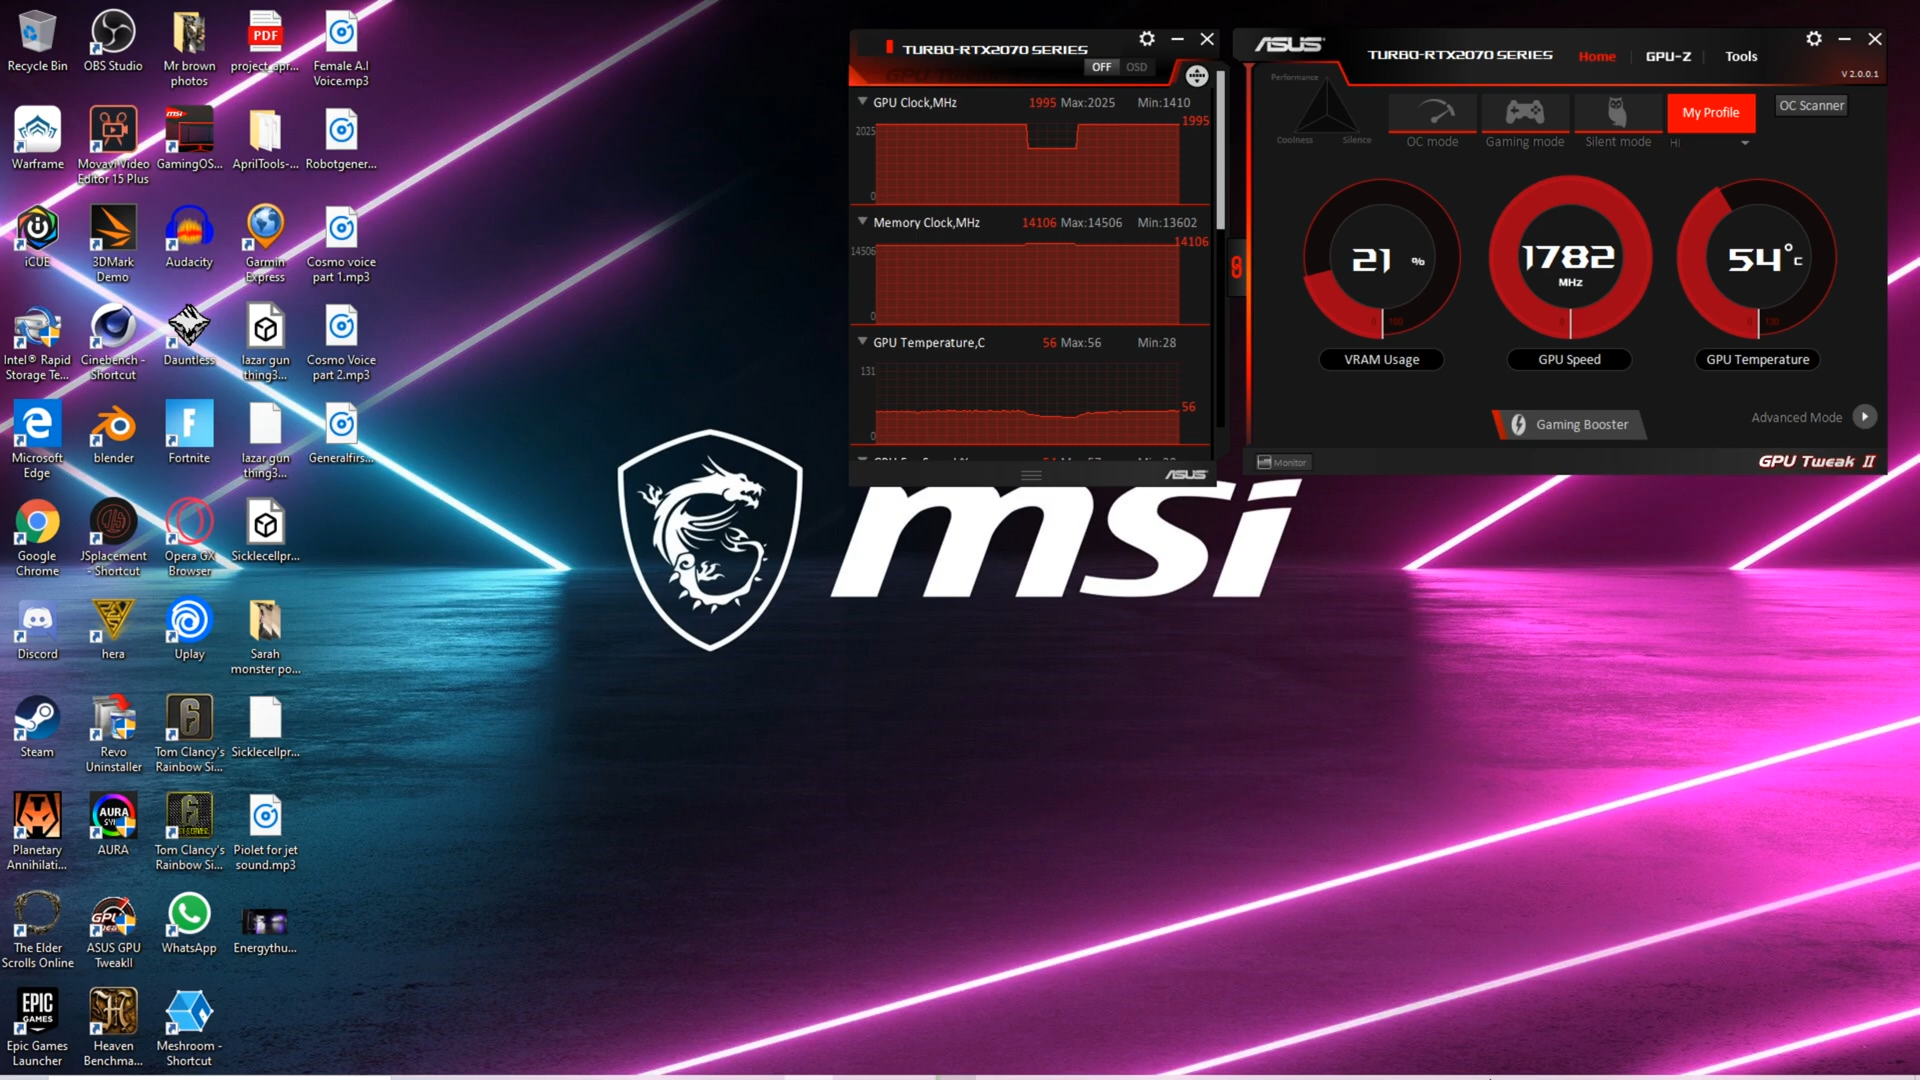 Recycle Bin
OBS Studio
Mr brown
photos
PDF
project_apr...
Female A.I
Voice.mp3
Warframe
Movavi Video
Editor 15 Plus
msi
GamingOS...
AprilTools-...
Robotgener...
iCUE
3DMark
Demo
Audacity
Garmin
Express
Cosmo voice
part 1.mp3
Intel® Rapid
Storage Te...
Cinebench -
Shortcut
Dauntless
lazar gun
thing3...
Cosmo Voice
part 2.mp3
Microsoft
Edge
blender
Fortnite
lazar gun
thing3...
Generalfirs...
Google
Chrome
JSplacement
- Shortcut
Opera GX
Browser
Sicklecellpr...
Discord
hera
Uplay
Sarah
monster po...
Steam
Revo
Uninstaller
Tom Clancy's
Rainbow Si...
Sicklecellpr...
Planetary
Annihilati...
AURA
AURA
Tom Clancy's
Rainbow Si...
Piolet for jet
sound.mp3
The Elder
Scrolls Online
ASUS GPU
TweakII
WhatsApp
Energythu...
EPIC
GAMES
Epic Games
Launcher
Heaven
Benchma...
Meshroom -
Shortcut
msi
TURBO-RTX2070 SERIES
OFF OSD
GPU Clock,MHz 1995 Max:2025 Min:1410
2025 1995
0
Memory Clock,MHz 14106 Max:14506 Min:13602
14506 14106
0
GPU Temperature,C 56 Max:56 Min:28
131
56
0
ASUS
ASUS TURBO-RTX2070 SERIES Home GPU-Z Tools
V 2.0.0.1
Performance
Coolness Silence
OC mode
Gaming mode
Silent mode
My Profile
HI
OC Scanner
21 %
0 100
VRAM Usage
1782
MHz
0
GPU Speed
54°c
0 130
GPU Temperature
Gaming Booster
Advanced Mode
Monitor
GPU Tweak II